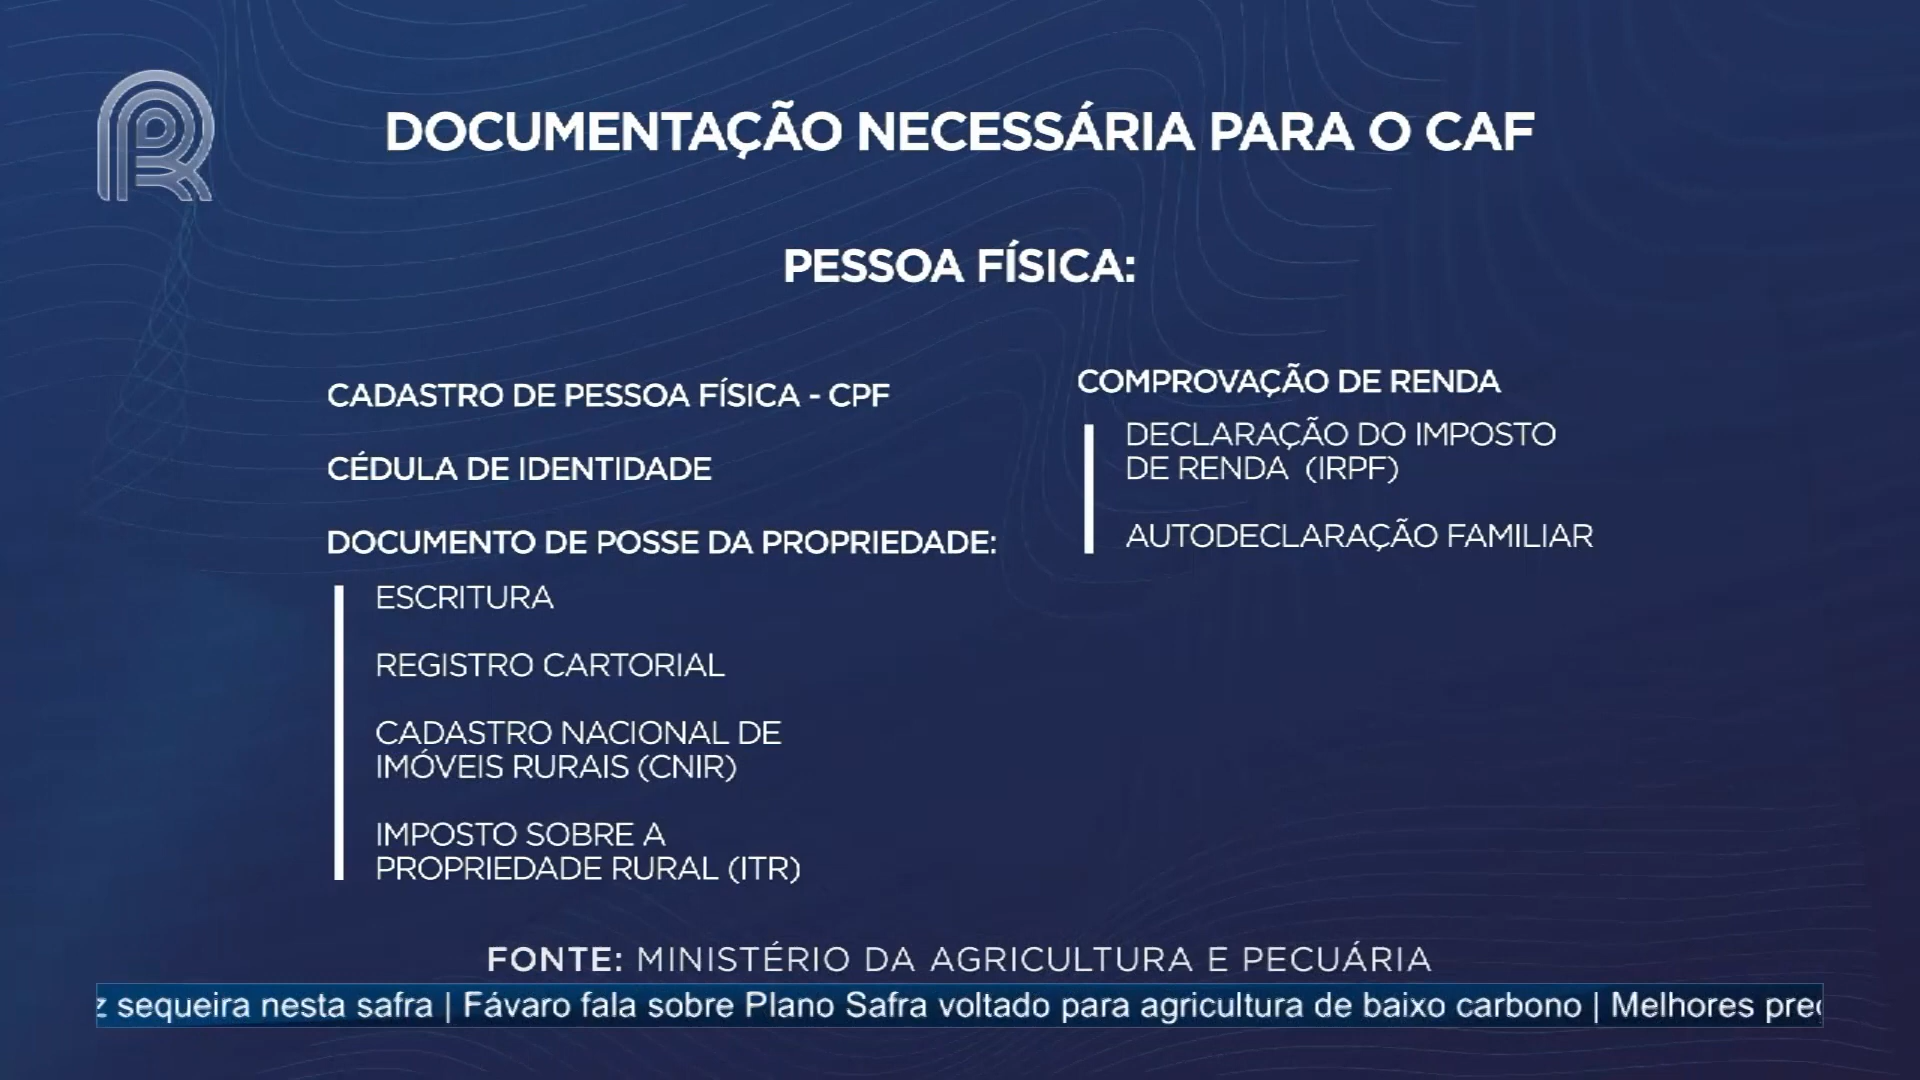 DOCUMENTAÇÃO NECESSÁRIA PARA O CAF
PESSOA FÍSICA:
CADASTRO DE PESSOA FÍSICA - CPF
CÉDULA DE IDENTIDADE
DOCUMENTO DE POSSE DA PROPRIEDADE:
ESCRITURA
REGISTRO CARTORIAL
CADASTRO NACIONAL DE
IMÓVEIS RURAIS (CNIR)
IMPOSTO SOBRE A
PROPRIEDADE RURAL (ITR)
COMPROVAÇÃO DE RENDA
DECLARAÇÃO DO IMPOSTO
DE RENDA (IRPF)
AUTODECLARAÇÃO FAMILIAR
FONTE: MINISTÉRIO DA AGRICULTURA E PECUÁRIA
sequeira nesta safra | Fávaro fala sobre Plano Safra voltado para agricultura de baixo carbono | Melhores